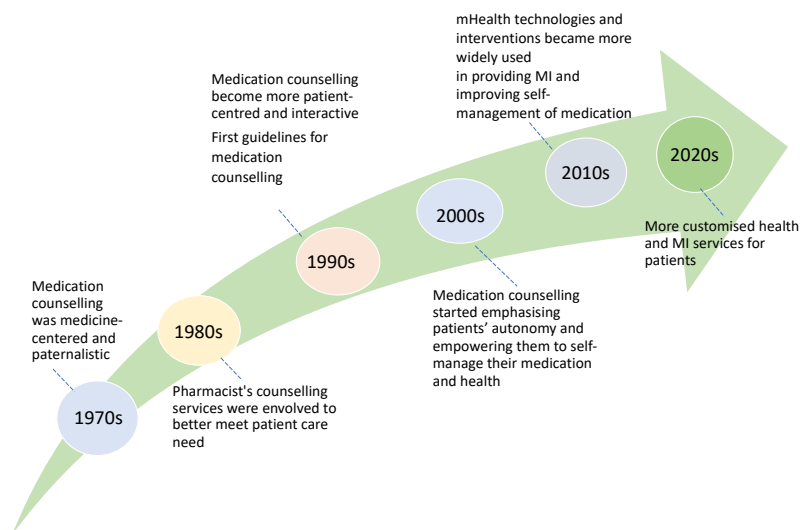 mHealth technologies and
interventions became more
widely used
in providing MI and
improving self-
management of medication
Medication counselling
become more patient-
centred and interactive
First guidelines for
medication
counselling
2020s
2010s
2000s
More customised health
and MI services for
patients
1990s
Medication
counselling
was medicine-
centered and
paternalistic
Medication counselling
started emphasising
patients’ autonomy and
empowering them to self-
manage their medication
and health
1980s
Pharmacist's counselling
services were envolved to
better meet patient care
need
1970s